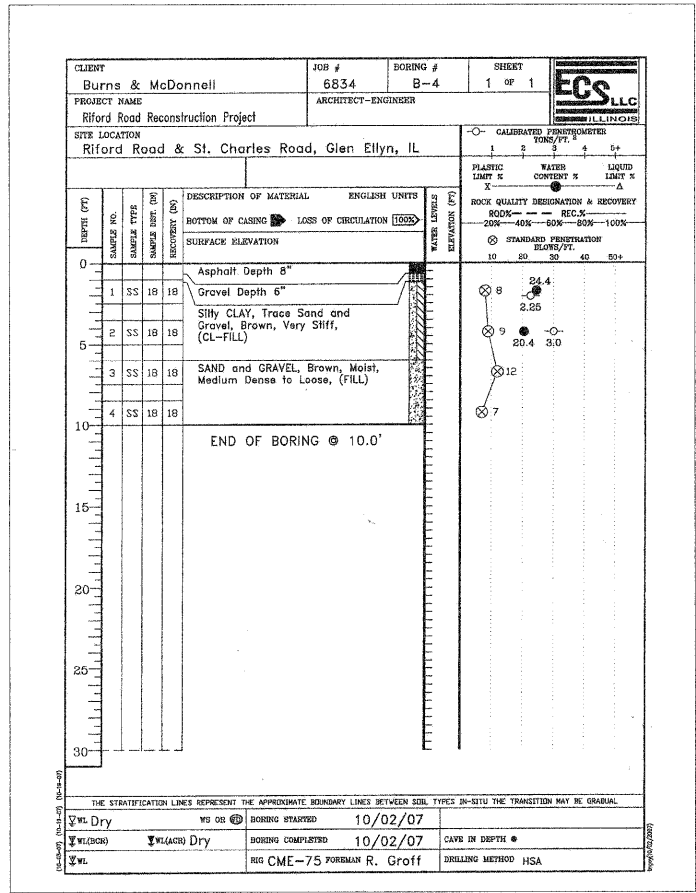 CLIENT
Burns & McDonnell
JOB #
6834
BORING #
B-4
SHEET
1 OF 1
ECS LLC
ILLINOIS
PROJECT NAME
Riford Road Reconstruction Project
ARCHITECT-ENGINEER
SITE LOCATION
Riford Road & St. Charles Road, Glen Ellyn, IL
-O- CALIBRATED PENETROMETER
TONS/FT. 2
1 2 3 4 5+
PLASTIC WATER LIQUID
LIMIT % CONTENT % LIMIT %
X Δ
ROCK QUALITY DESIGNATION & RECOVERY
RQD% — — — REC.% ———
20% 40% 60% 80% 100%
⊗ STANDARD PENETRATION
BLOWS/FT.
10 20 30 40 50+
DEPTH (FT)
SAMPLE NO.
SAMPLE TYPE
SAMPLE DIST. (IN)
RECOVERY (IN)
DESCRIPTION OF MATERIAL ENGLISH UNITS
BOTTOM OF CASING LOSS OF CIRCULATION 100%
SURFACE ELEVATION
WATER LEVELS
ELEVATION (FT)
0
Asphalt Depth 8"
1 SS 18 18 Gravel Depth 6" 8 24.4
2.25
Silty CLAY, Trace Sand and
Gravel, Brown, Very Stiff,
(CL-FILL)
2 SS 18 18 9 20.4 3.0
5
3 SS 18 18 SAND and GRAVEL, Brown, Moist,
Medium Dense to Loose, (FILL) 12
4 SS 18 18 7
10
END OF BORING @ 10.0'
15
20
25
30
THE STRATIFICATION LINES REPRESENT THE APPROXIMATE BOUNDARY LINES BETWEEN SOIL TYPES IN-SITU THE TRANSITION MAY BE GRADUAL
WL Dry WS OR WD BORING STARTED 10/02/07
WL(BCR) WL(ACR) Dry BORING COMPLETED 10/02/07 CAVE IN DEPTH @
WL RIG CME-75 FOREMAN R. Groff DRILLING METHOD HSA